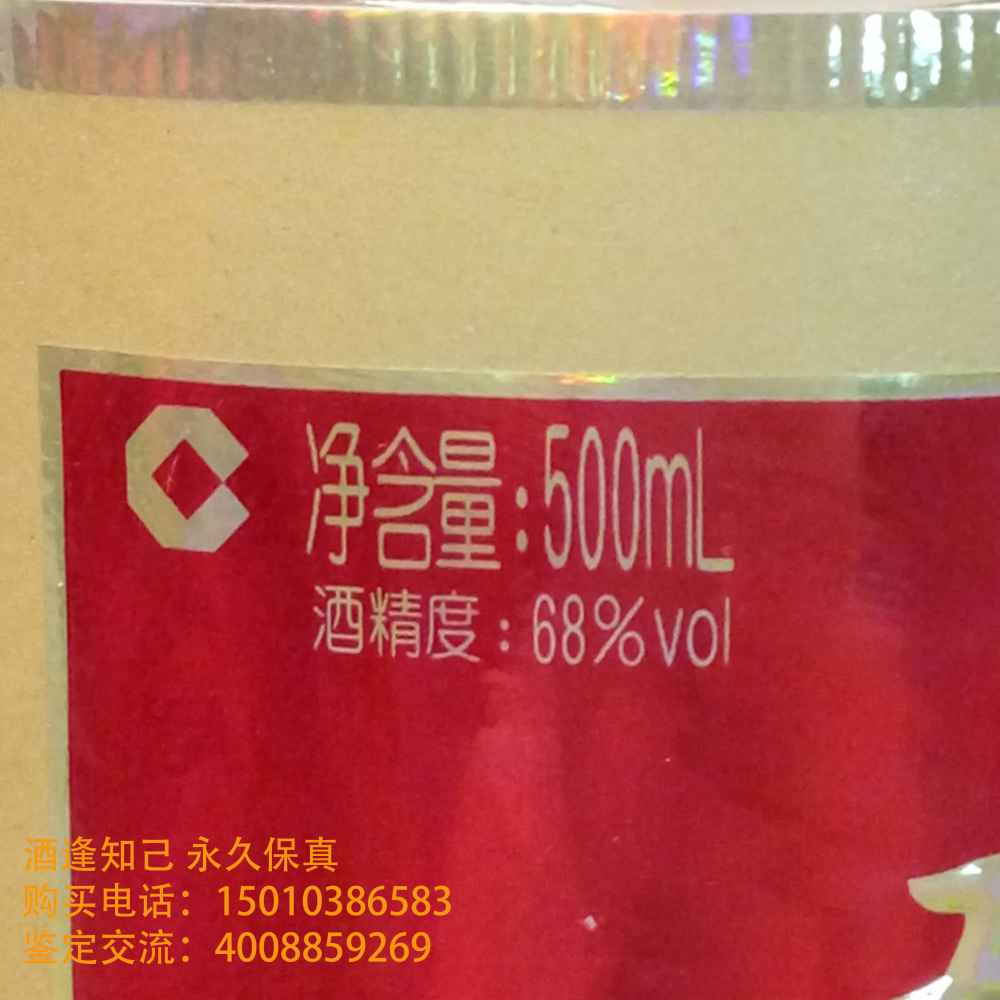 净含量:500mL
酒精度:68%vol
酒逢知己 永久保真
购买电话：15010386583
鉴定交流：4008859269